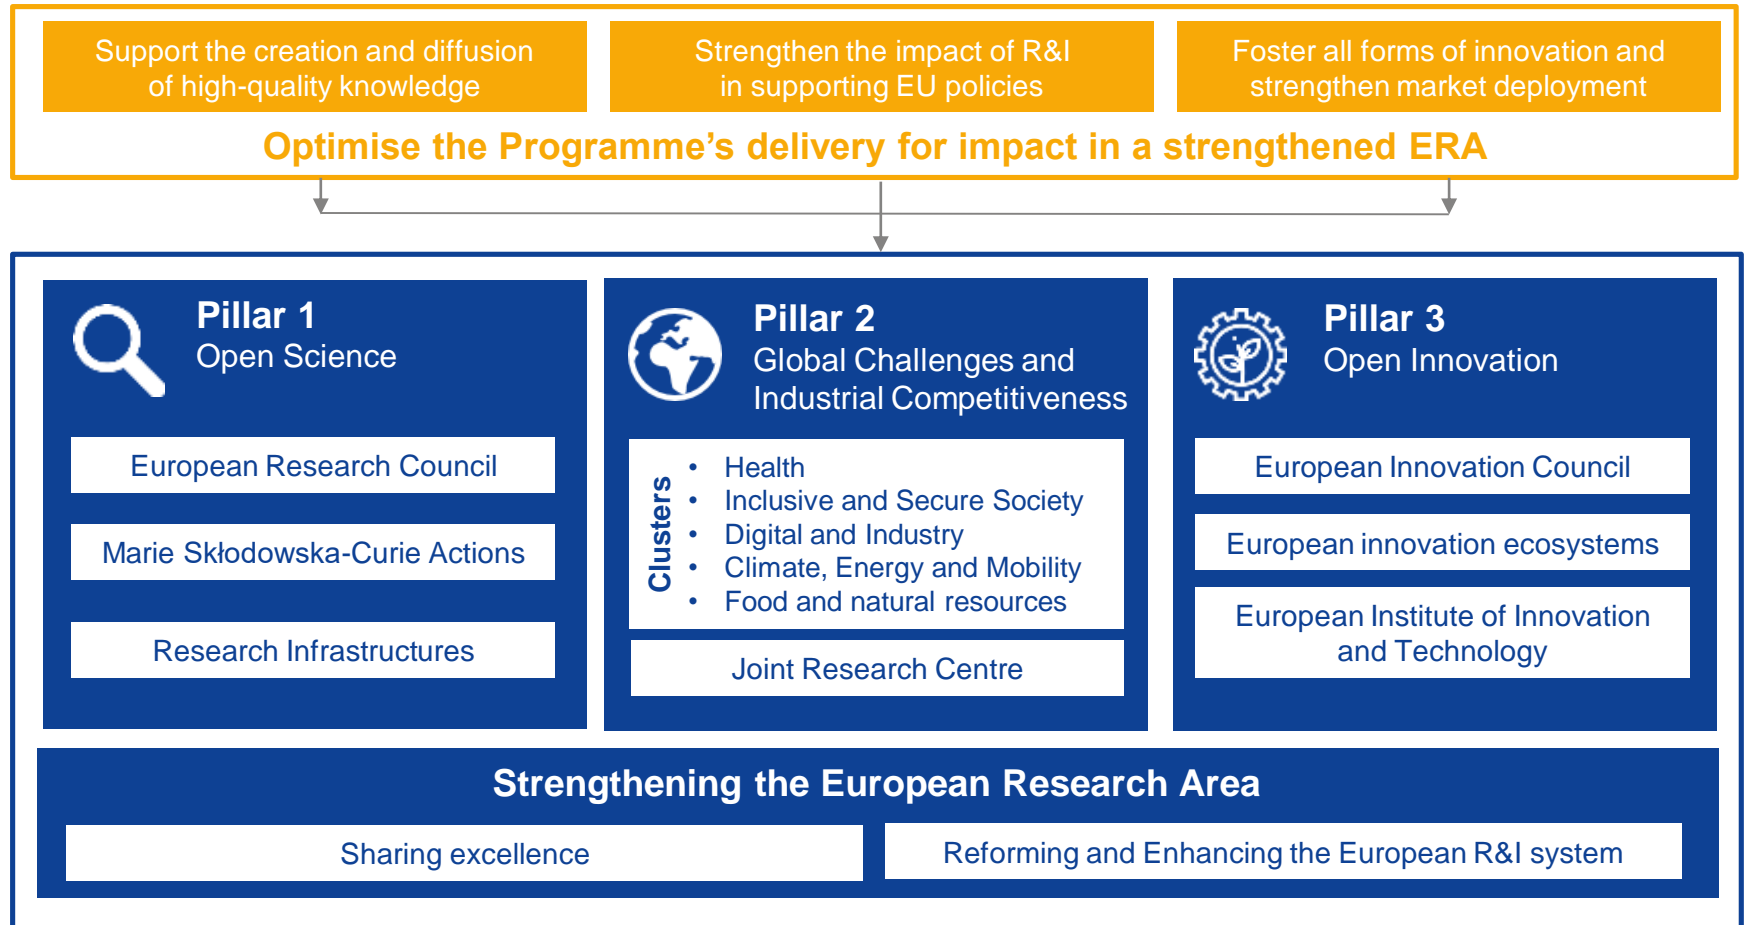 Support the creation and diffusion
of high-quality knowledge
Strengthen the impact of R&I
in supporting EU policies
Foster all forms of innovation and
strengthen market deployment
Optimise the Programme’s delivery for impact in a strengthened ERA
Pillar 1
Open Science
European Research Council
Marie Skłodowska-Curie Actions
Research Infrastructures
Pillar 2
Global Challenges and
Industrial Competitiveness
Clusters
• Health
• Inclusive and Secure Society
• Digital and Industry
• Climate, Energy and Mobility
• Food and natural resources
Joint Research Centre
Pillar 3
Open Innovation
European Innovation Council
European innovation ecosystems
European Institute of Innovation
and Technology
Strengthening the European Research Area
Sharing excellence
Reforming and Enhancing the European R&I system